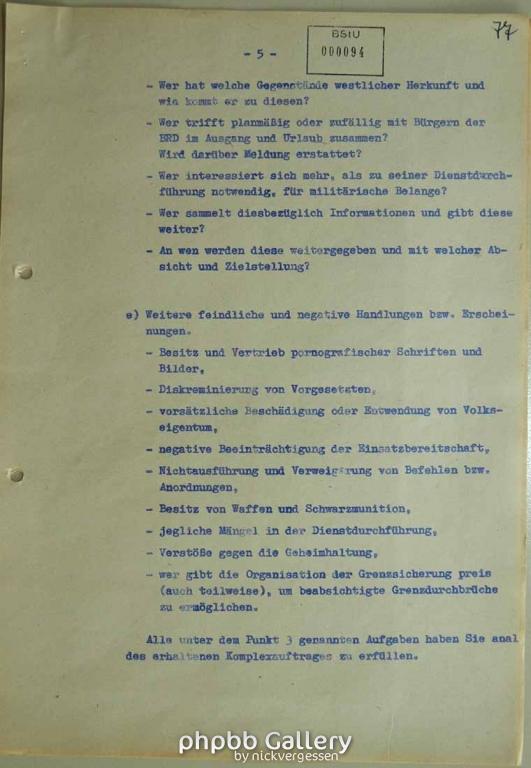 77
BStU
000094
- 5 -
- Wer hat welche Gegenstände westlicher Herkunft und
wie kommt er zu diesen?
- Wer trifft planmäßig oder zufällig mit Bürgern der
BRD im Ausgang und Urlaub zusammen?
Wird darüber Meldung erstattet?
- Wer interessiert sich mehr, als zu seiner Dienstdurch-
führung notwendig, für militärische Belange?
- Wer sammelt diesbezüglich Informationen und gibt diese
weiter?
- An wen werden diese weitergegeben und mit welcher Ab-
sicht und Zielstellung?
e) Weitere feindliche und negative Handlungen bzw. Erschei-
nungen.
- Besitz und Vertrieb pornografischer Schriften und
Bilder,
- Diskreminierung von Vorgesetzten,
- vorsätzliche Beschädigung oder Entwendung von Volks-
eigentum,
- negative Beeinträchtigung der Einsatzbereitschaft,
- Nichtausführung und Verweigerung von Befehlen bzw.
Anordnungen,
- Besitz von Waffen und Schwarzmunition,
- jegliche Mängel in der Dienstdurchführung,
- Verstöße gegen die Geheimhaltung,
- wer gibt die Organisation der Grenzsicherung preis
(auch teilweise), um beabsichtigte Grenzdurchbrüche
zu ermöglichen.
Alle unter dem Punkt 3 genannten Aufgaben haben Sie anal
des erhaltenen Komplexauftrages zu erfüllen.
phpbb Gallery
by nickvergessen